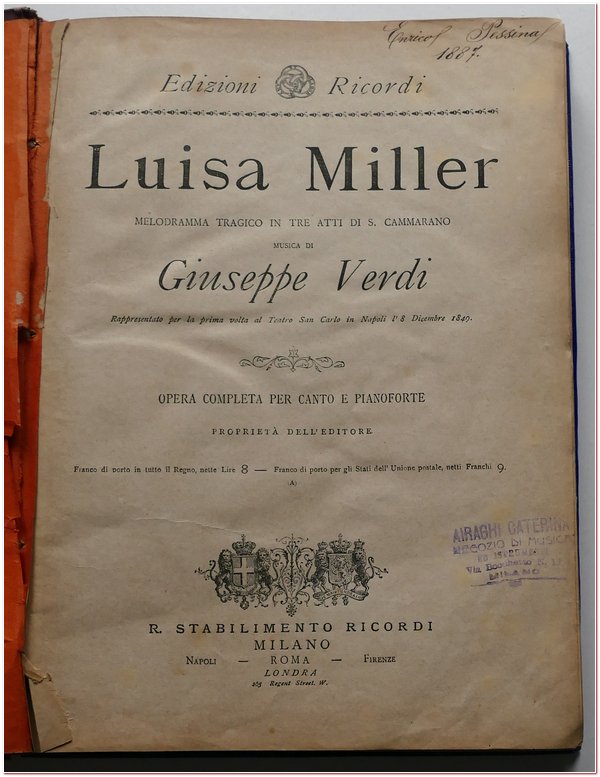 Enrico Pessina
1887.
Edizioni Ricordi
Luisa Miller
MELODRAMMA TRAGICO IN TRE ATTI DI S. CAMMARANO
MUSICA DI
Giuseppe Verdi
Rappresentato per la prima volta al Teatro San Carlo in Napoli l' 8 Dicembre 1849.
OPERA COMPLETA PER CANTO E PIANOFORTE
PROPRIETÀ DELL'EDITORE
Franco di porto in tutto il Regno, nette Lire 8 — Franco di porto per gli Stati dell' Unione postale, netti Franchi 9.
(A)
AIRAGHI CATERINA
NEGOZIO DI MUSICA
Via
MILANO
R. STABILIMENTO RICORDI
MILANO
NAPOLI — ROMA — FIRENZE
LONDRA
265 Regent Street. W.